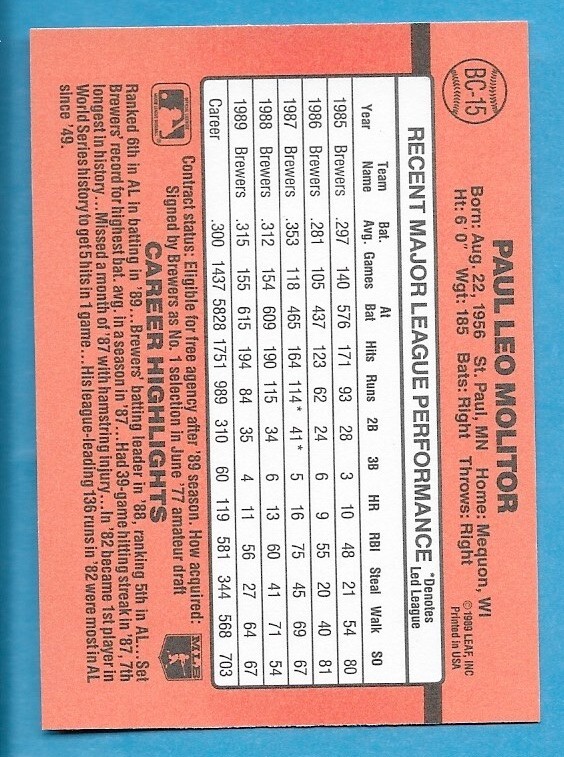 BC-15
PAUL LEO MOLITOR
Born: Aug. 22, 1956 St. Paul, MN Home: Mequon, WI
Ht: 6' 0" Wgt: 185 Bats: Right Throws: Right
©1989 LEAF, INC
Printed in USA
RECENT MAJOR LEAGUE PERFORMANCE *Denotes Led League
Year Team Name Bat. Avg. Games At Bat Hits Runs 2B 3B HR RBI Steal Walk SO
1985 Brewers .297 140 576 171 93 28 3 10 48 21 54 80
1986 Brewers .281 105 437 123 62 24 6 9 55 20 40 81
1987 Brewers .353 118 465 164 114* 41* 5 16 75 45 69 67
1988 Brewers .312 154 609 190 115 34 6 13 60 41 71 54
1989 Brewers .315 155 615 194 84 35 4 11 56 27 64 67
Career .300 1437 5828 1751 989 310 60 119 581 344 568 703
Contract status: Eligible for free agency after '89 season. How acquired:
Signed by Brewers as No. 1 selection in June '77 amateur draft
MLB
CAREER HIGHLIGHTS
Ranked 6th in AL in batting in '89...Brewers' batting leader in '88, ranking 5th in AL...Set
Brewers' record for highest bat. avg. in a season in '87...Had 39-game hitting streak in '87, 7th
longest in history...Missed a month of '87 with hamstring injury...In '82 became 1st player in
World Series history to get 5 hits in 1 game...His league-leading 136 runs in '82 were most in AL
since '49.